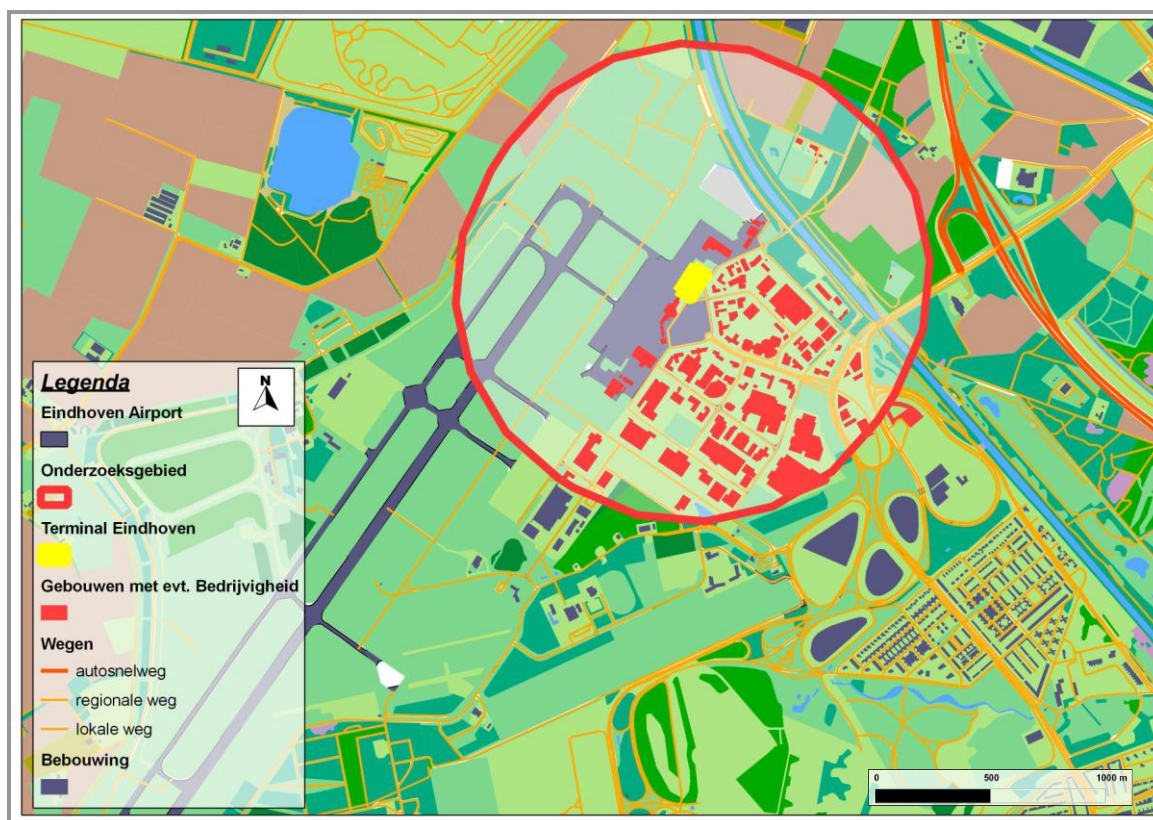 Legenda
N
Eindhoven Airport
Onderzoeksgebied
Terminal Eindhoven
Gebouwen met evt. Bedrijvigheid
Wegen
autosnelweg
regionale weg
lokale weg
Bebouwing
0 500 1000 m